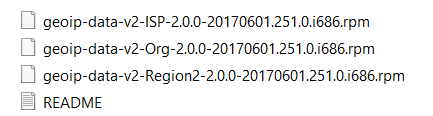 geoip-data-v2-ISP-2.0.0-20170601.251.0.i686.rpm
geoip-data-v2-Org-2.0.0-20170601.251.0.i686.rpm
geoip-data-v2-Region2-2.0.0-20170601.251.0.i686.rpm
README